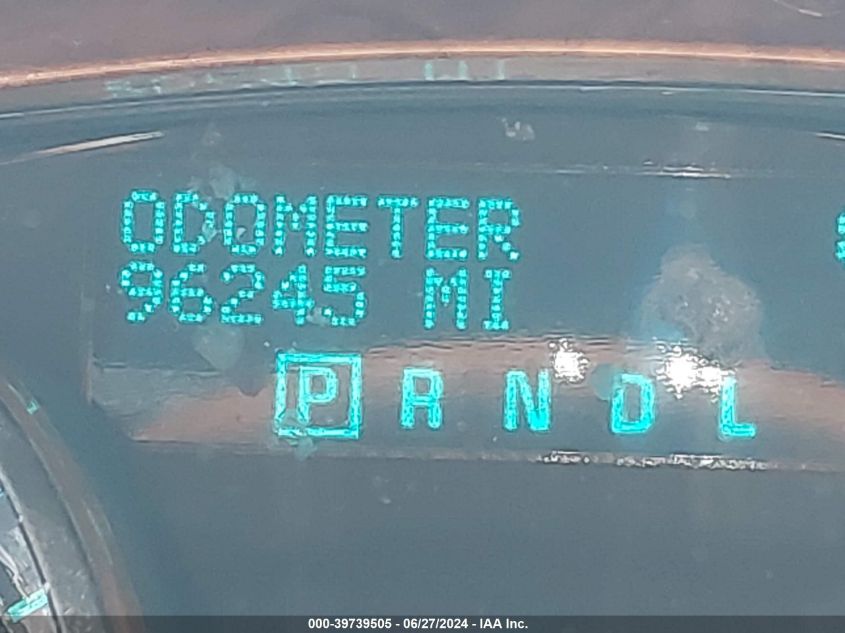 ODOMETER
96245 MI
P R N D L
000-39739505 - 06/27/2024 - IAA Inc.